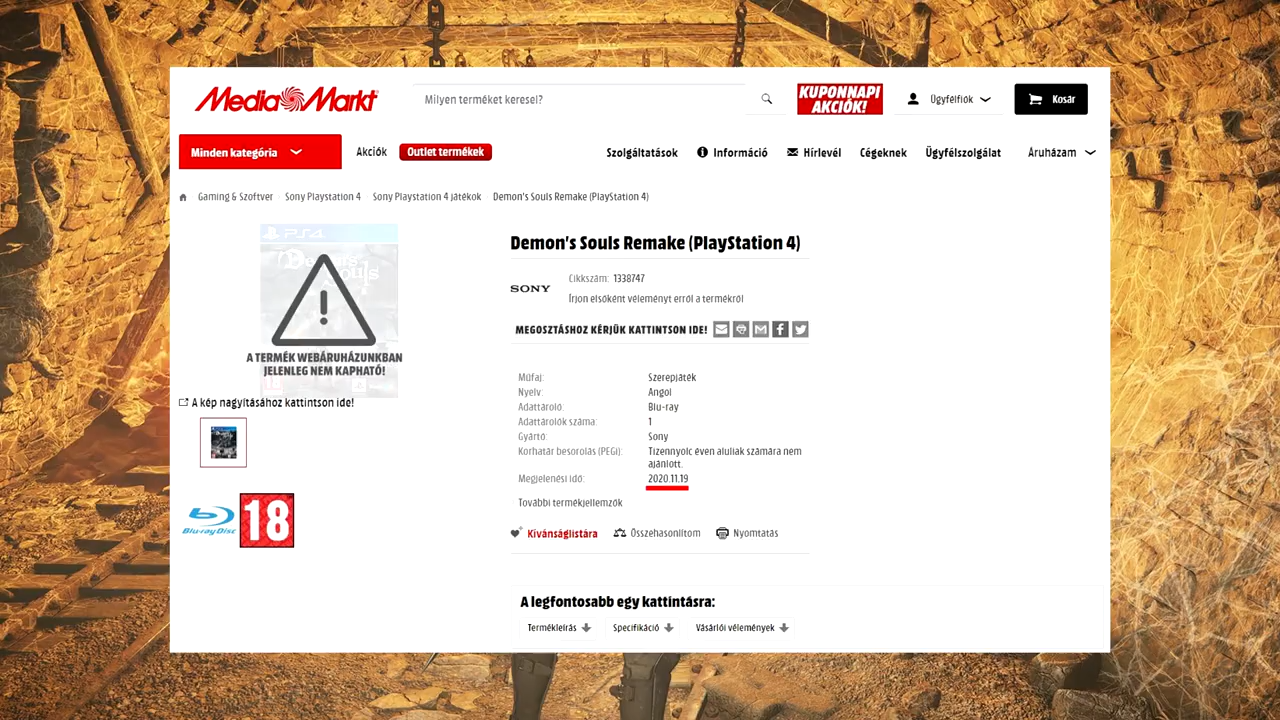 Media Markt
Milyen terméket keresel?
KUPONNAPI
AKCIÓK!
Ügyfélfiók
Kosár
Minden kategória
Akciók
Outlet termékek
Szolgáltatások
Információ
Hírlevél
Cégeknek
Ügyfélszolgálat
Áruházam
Gaming & Szoftver
Sony Playstation 4
Sony Playstation 4 játékok
Demon's Souls Remake (PlayStation 4)
PS4
Demon's
Souls
A TERMÉK WEBÁRUHÁZUNKBAN
JELENLEG NEM KAPHATÓ!
A kép nagyításához kattintson ide!
Blu-ray Disc
18
Demon's Souls Remake (PlayStation 4)
SONY
Cikkszám: 1338747
Írjon elsőként véleményt erről a termékről
MEGOSZTÁSHOZ KÉRJÜK KATTINTSON IDE!
Műfaj: Szerepjáték
Nyelv: Angol
Adattároló: Blu-ray
Adattárolók száma: 1
Gyártó: Sony
Korhatár besorolás (PEGI): Tizennyolc éven aluliak számára nem
ajánlott.
Megjelenési idő: 2020.11.19
További termékjellemzők
Kívánságlistára
Összehasonlítom
Nyomtatás
A legfontosabb egy kattintásra:
Termékleírás
Specifikáció
Vásárlói vélemények